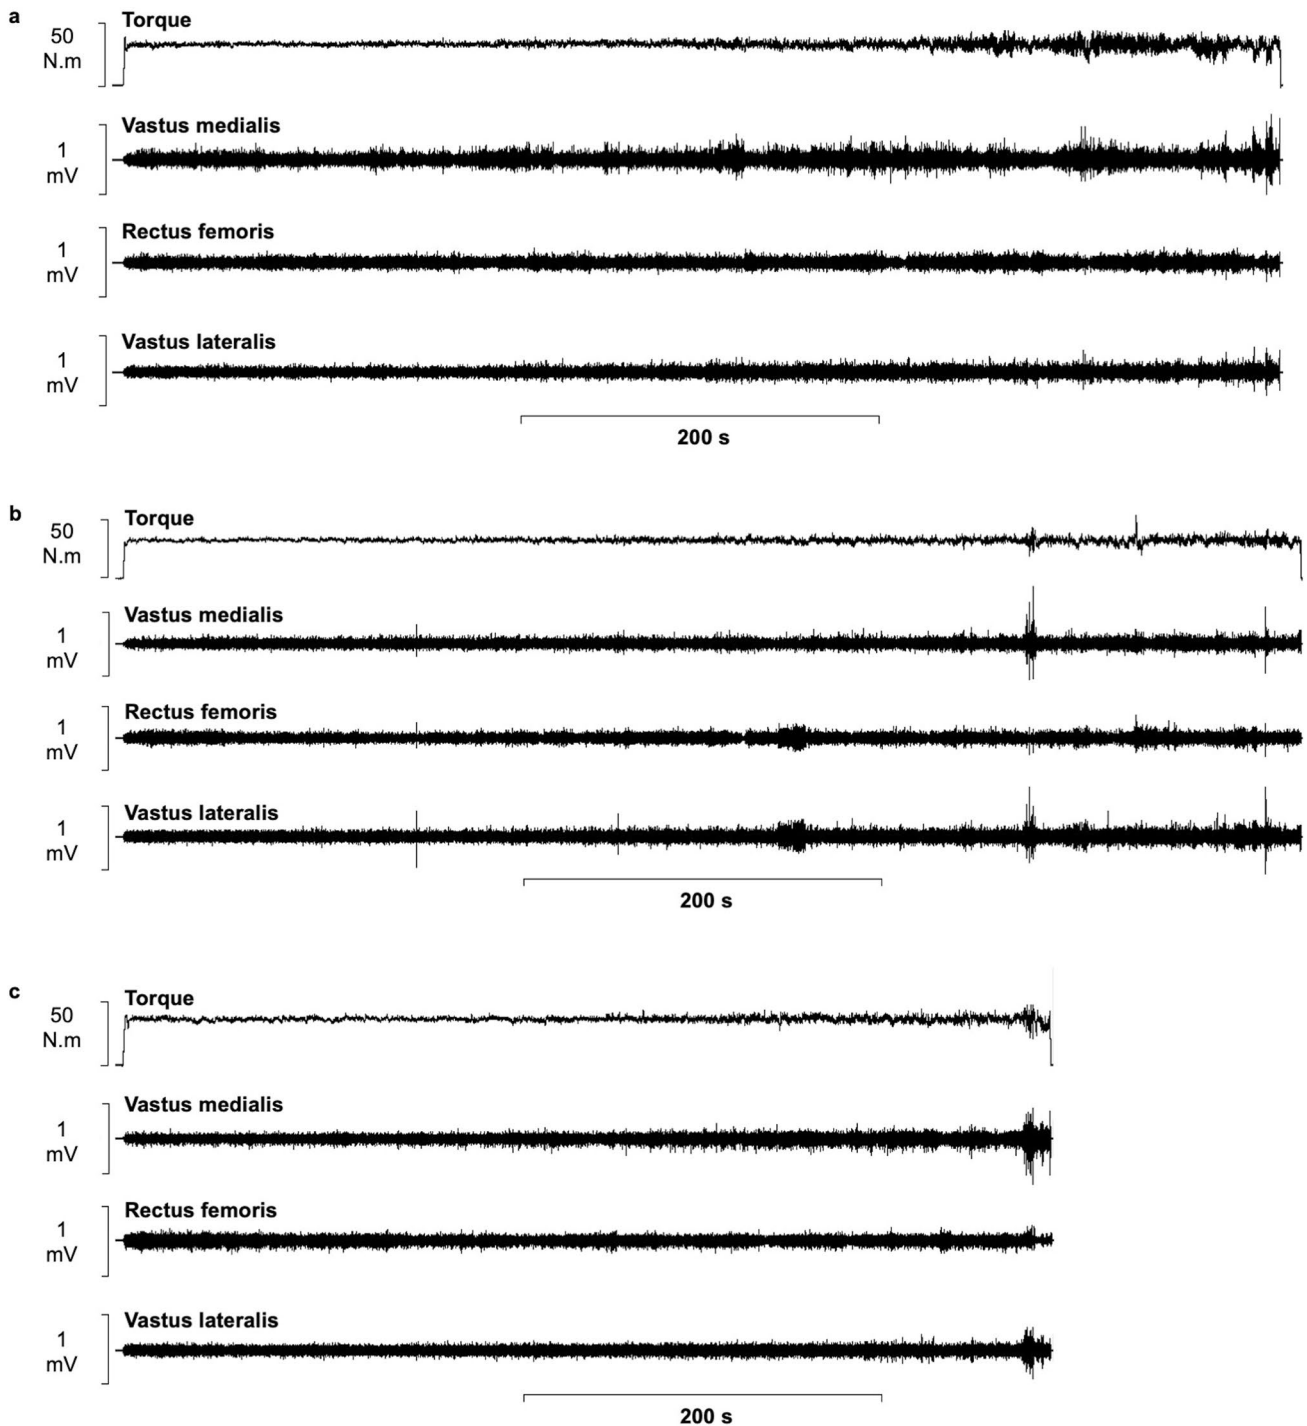 a
Torque
50
N.m
Vastus medialis
1
mV
Rectus femoris
1
mV
Vastus lateralis
1
mV
200 s
b
Torque
50
N.m
Vastus medialis
1
mV
Rectus femoris
1
mV
Vastus lateralis
1
mV
200 s
c
Torque
50
N.m
Vastus medialis
1
mV
Rectus femoris
1
mV
Vastus lateralis
1
mV
200 s